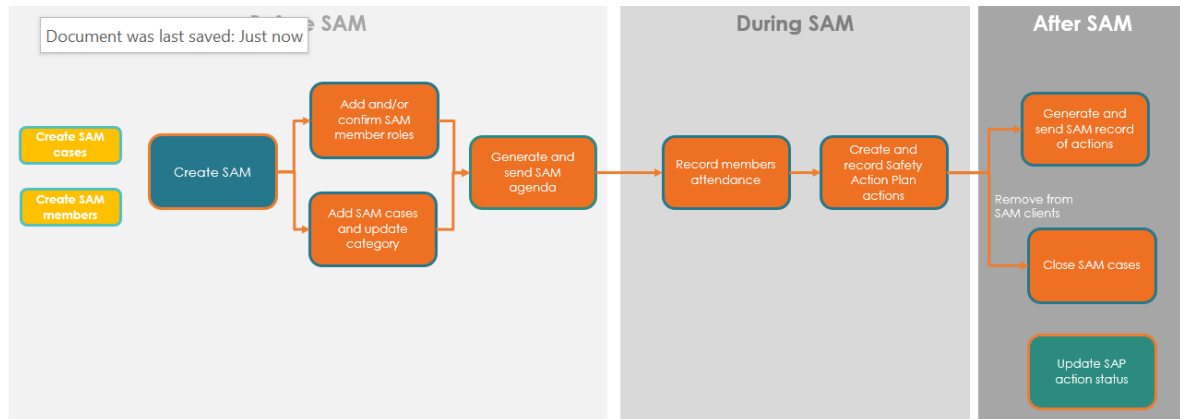 Before SAM
Document was last saved: Just now
Create SAM
cases
Create SAM
members
Create SAM
Add and/or
confirm SAM
member roles
Add SAM cases
and update
category
Generate and
send SAM
agenda
During SAM
Record members
attendance
Create and
record Safety
Action Plan
actions
After SAM
Generate and
send SAM record
of actions
Remove from
SAM clients
Close SAM cases
Update SAP
action status